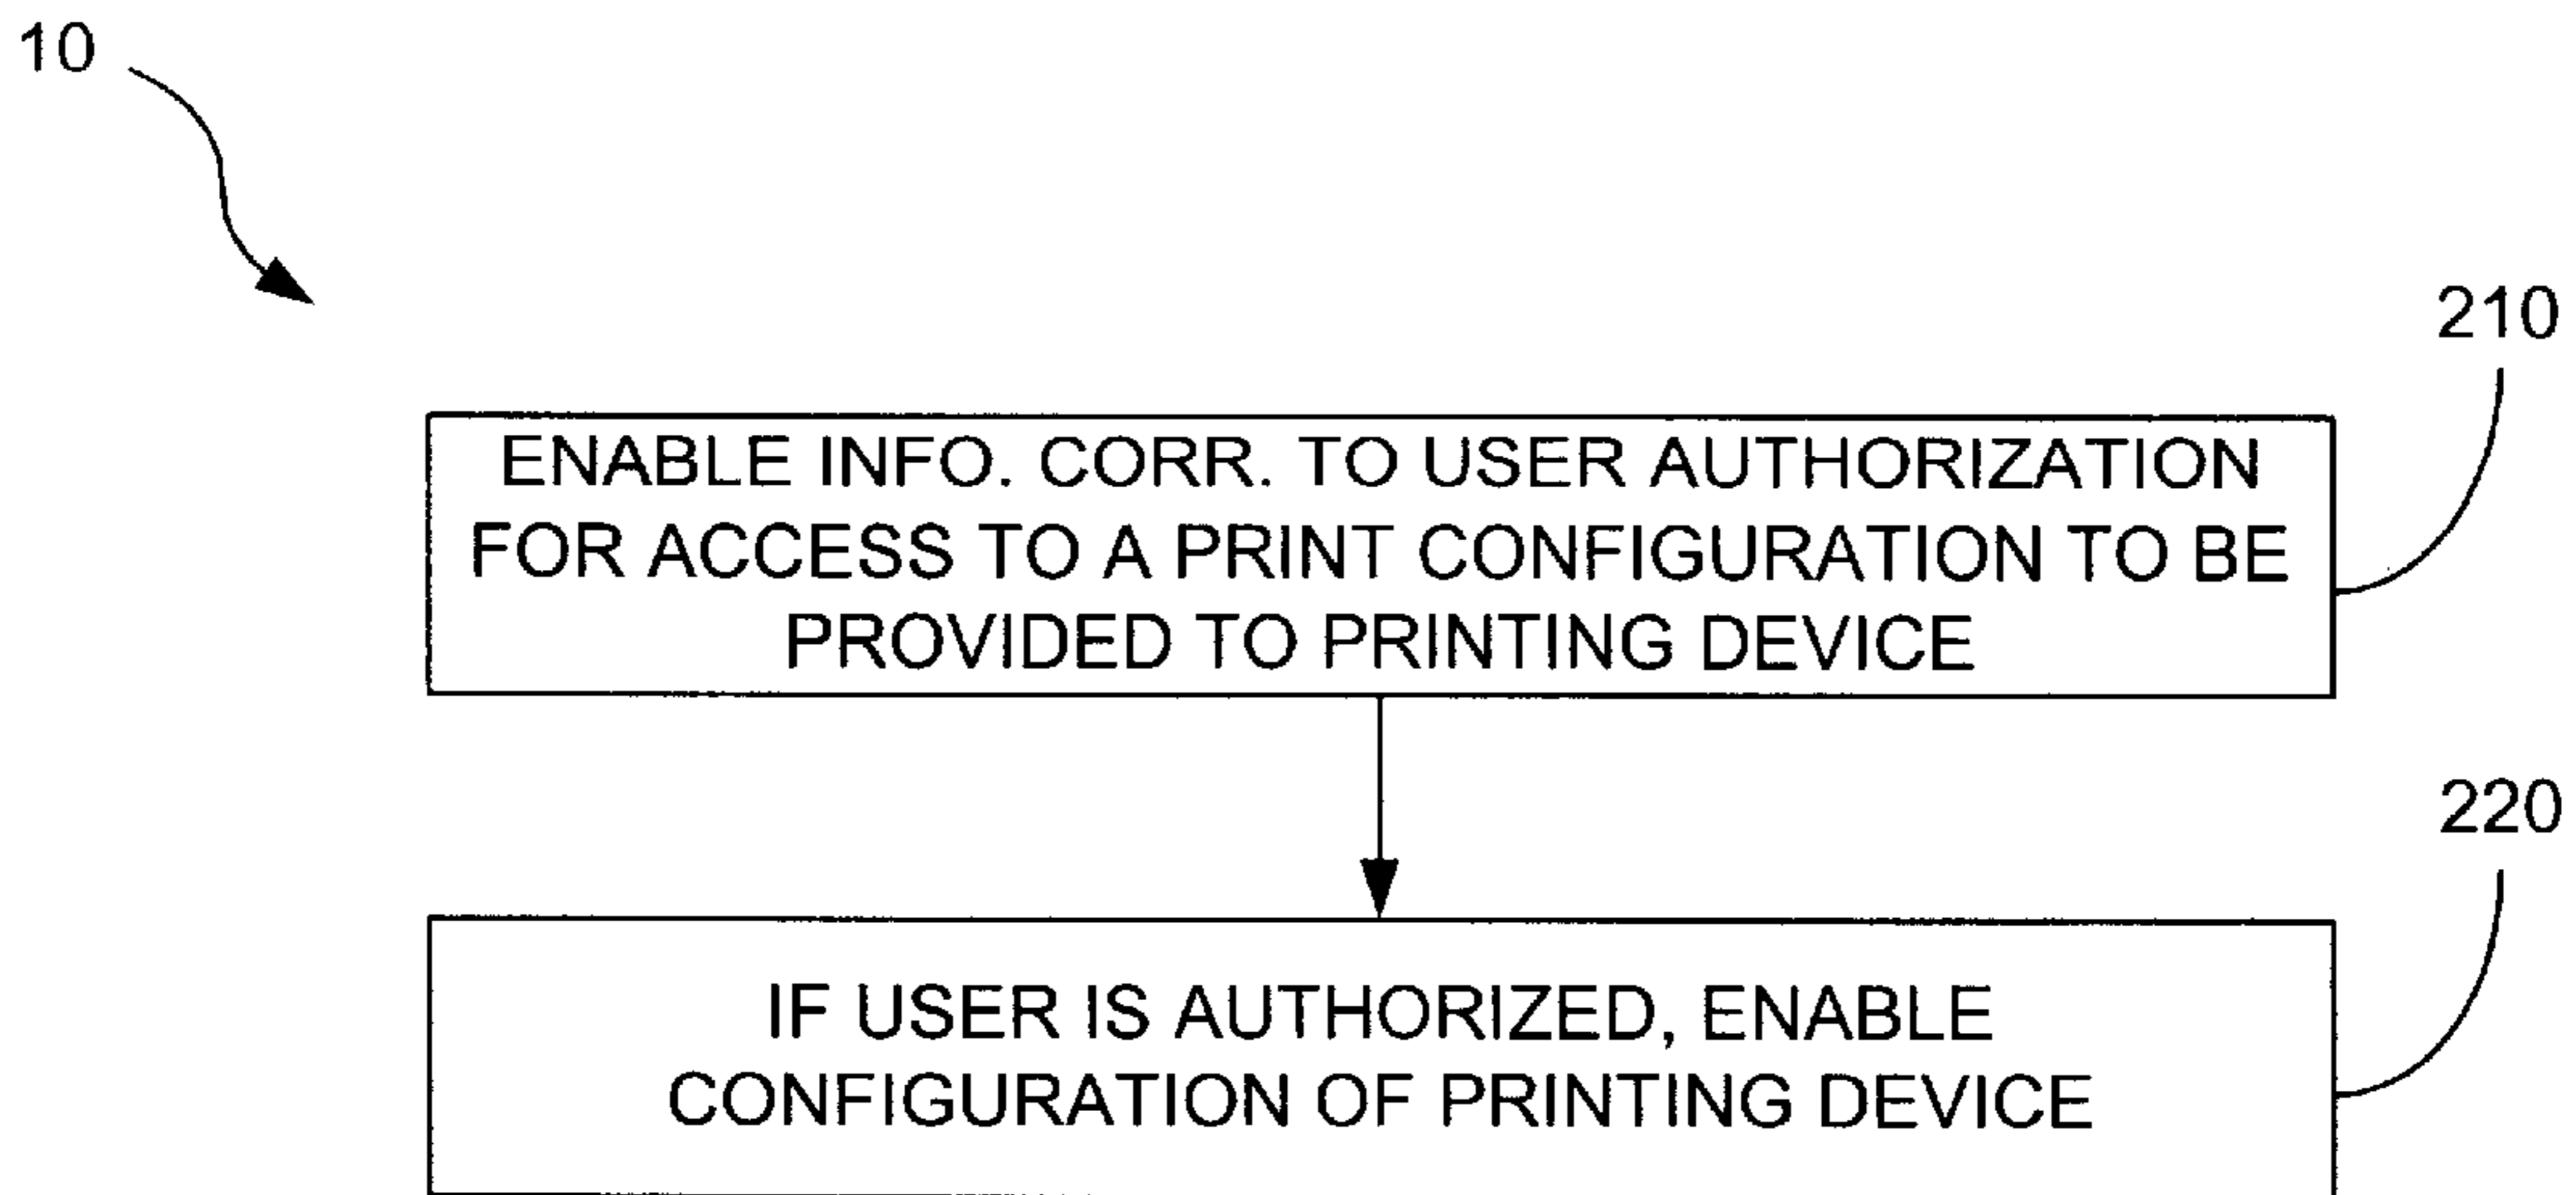 10
210
ENABLE INFO. CORR. TO USER AUTHORIZATION
FOR ACCESS TO A PRINT CONFIGURATION TO BE
PROVIDED TO PRINTING DEVICE
220
IF USER IS AUTHORIZED, ENABLE
CONFIGURATION OF PRINTING DEVICE